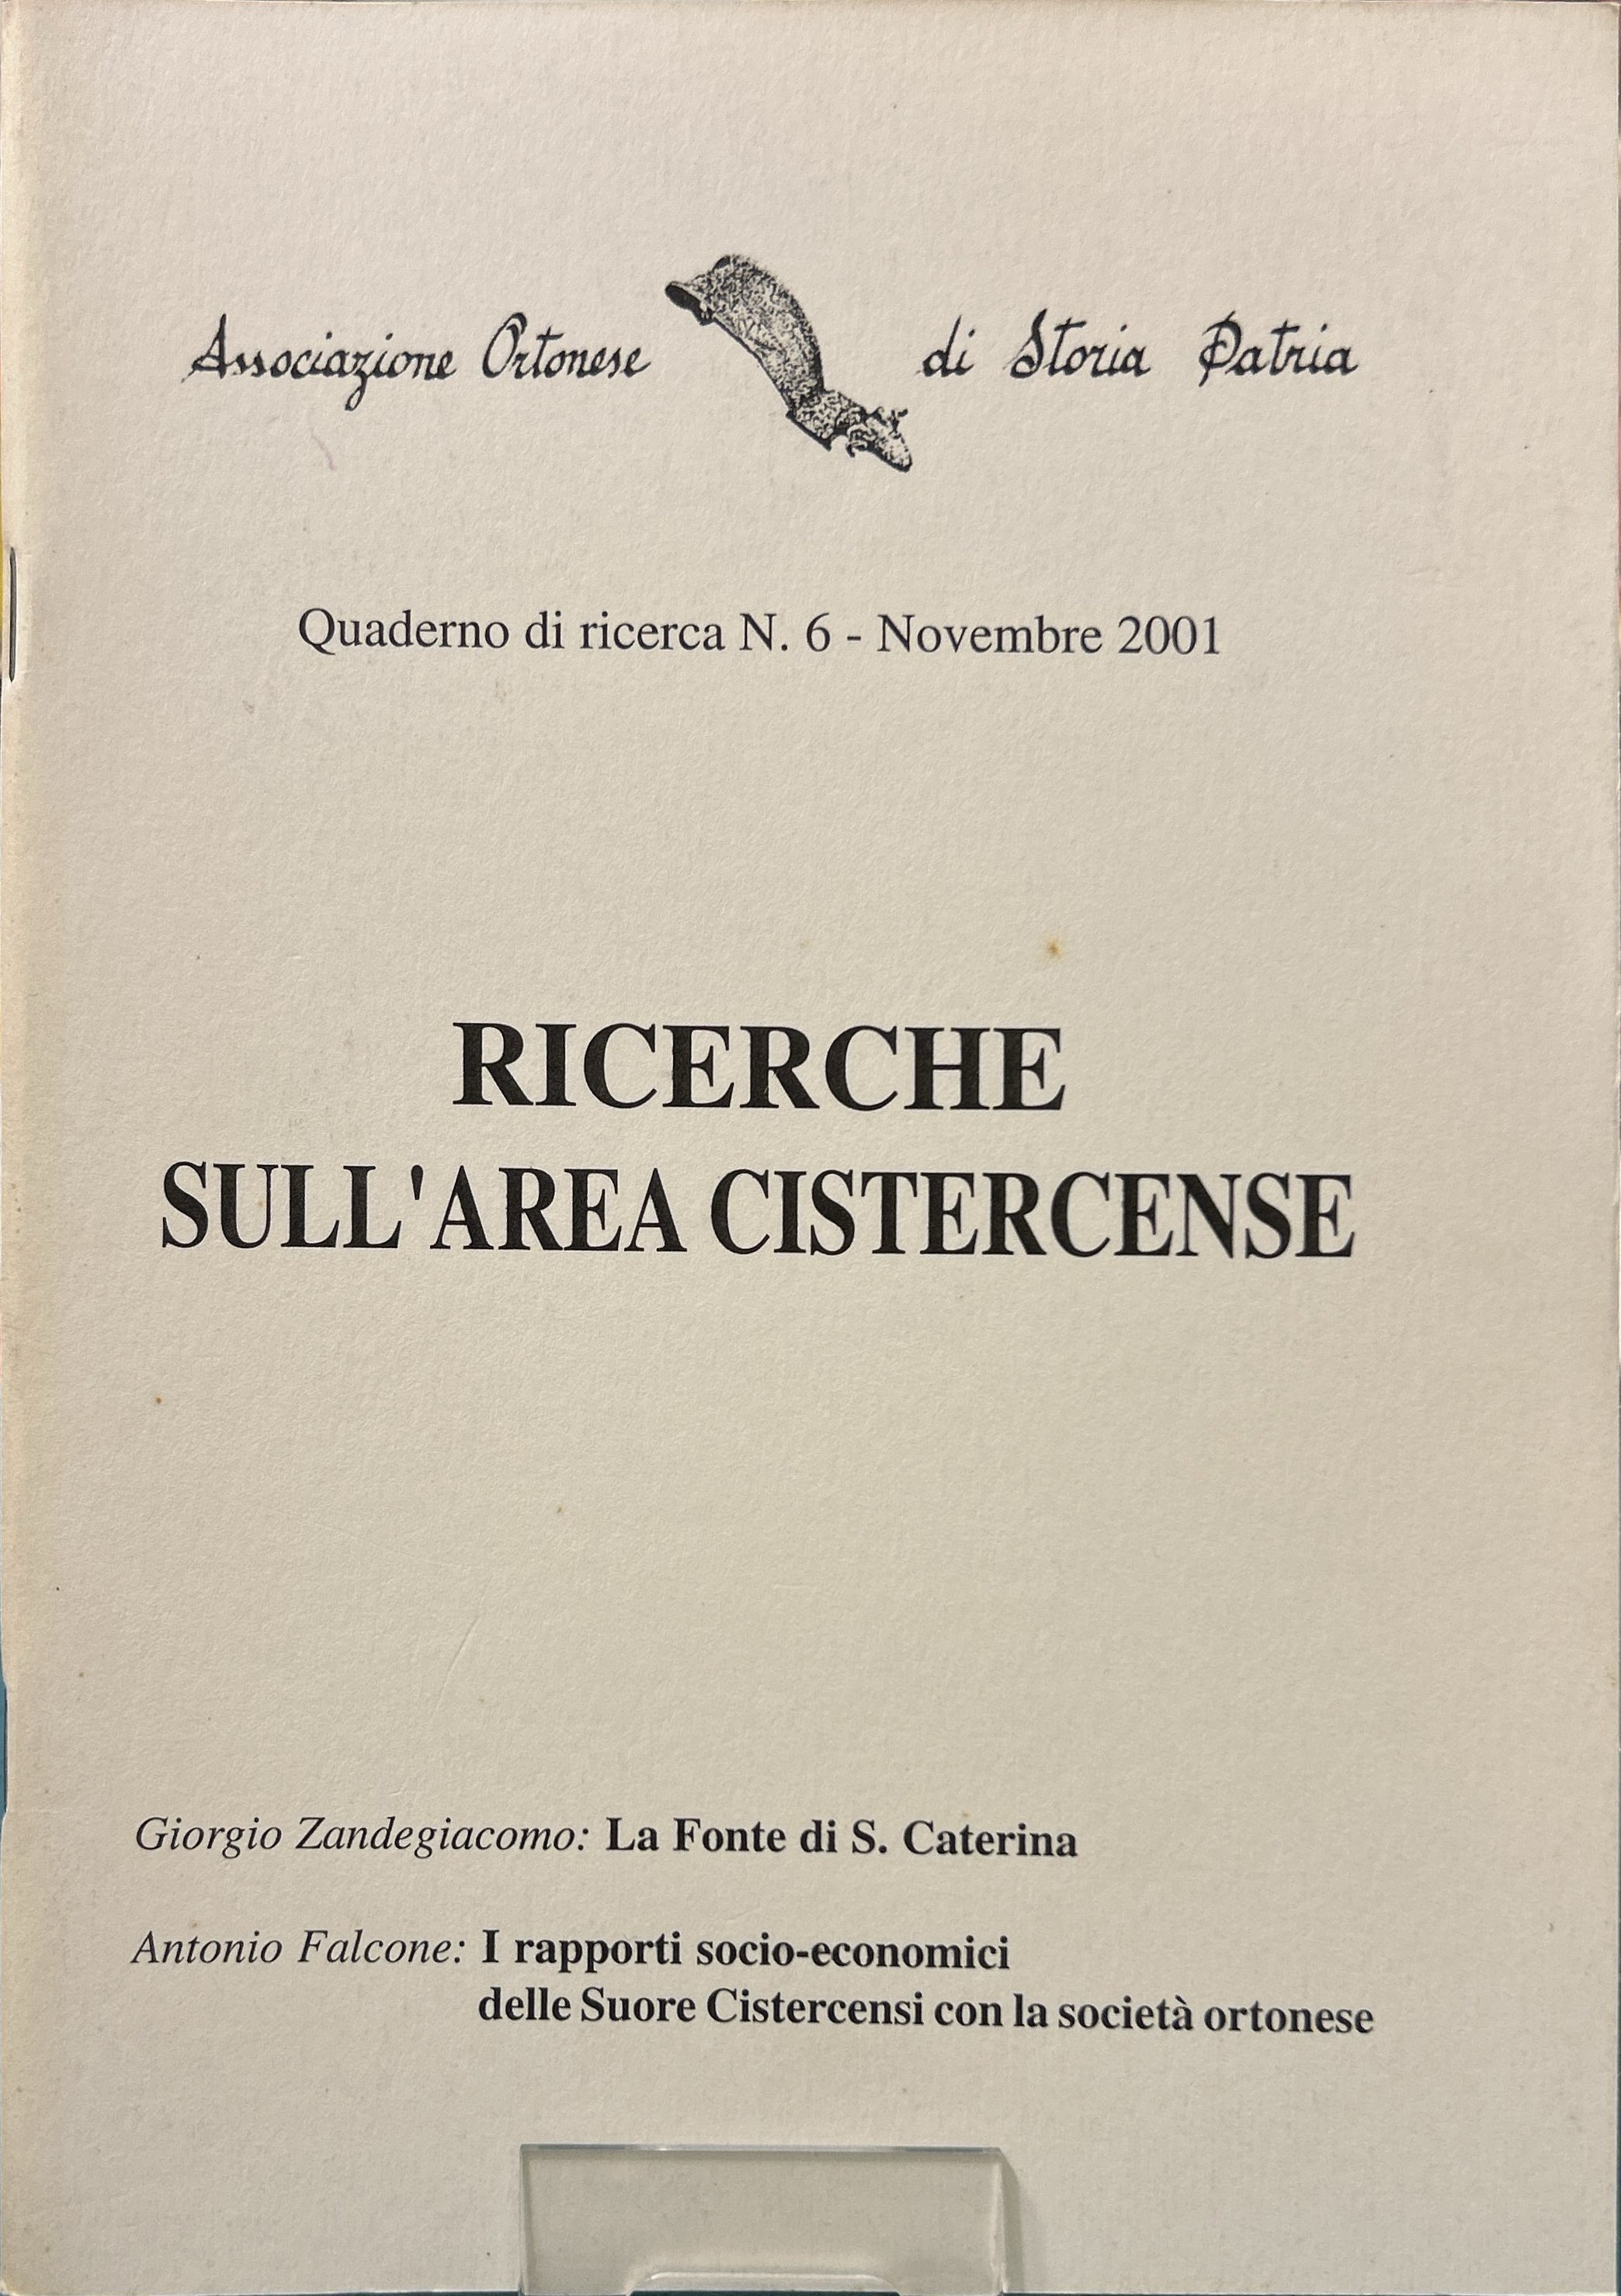 Associazione Ortonese di Storia Patria
Quaderno di ricerca N. 6 - Novembre 2001
RICERCHE
SULL'AREA CISTERCENSE
Giorgio Zandegiacomo: La Fonte di S. Caterina
Antonio Falcone: I rapporti socio-economici
delle Suore Cistercensi con la società ortonese